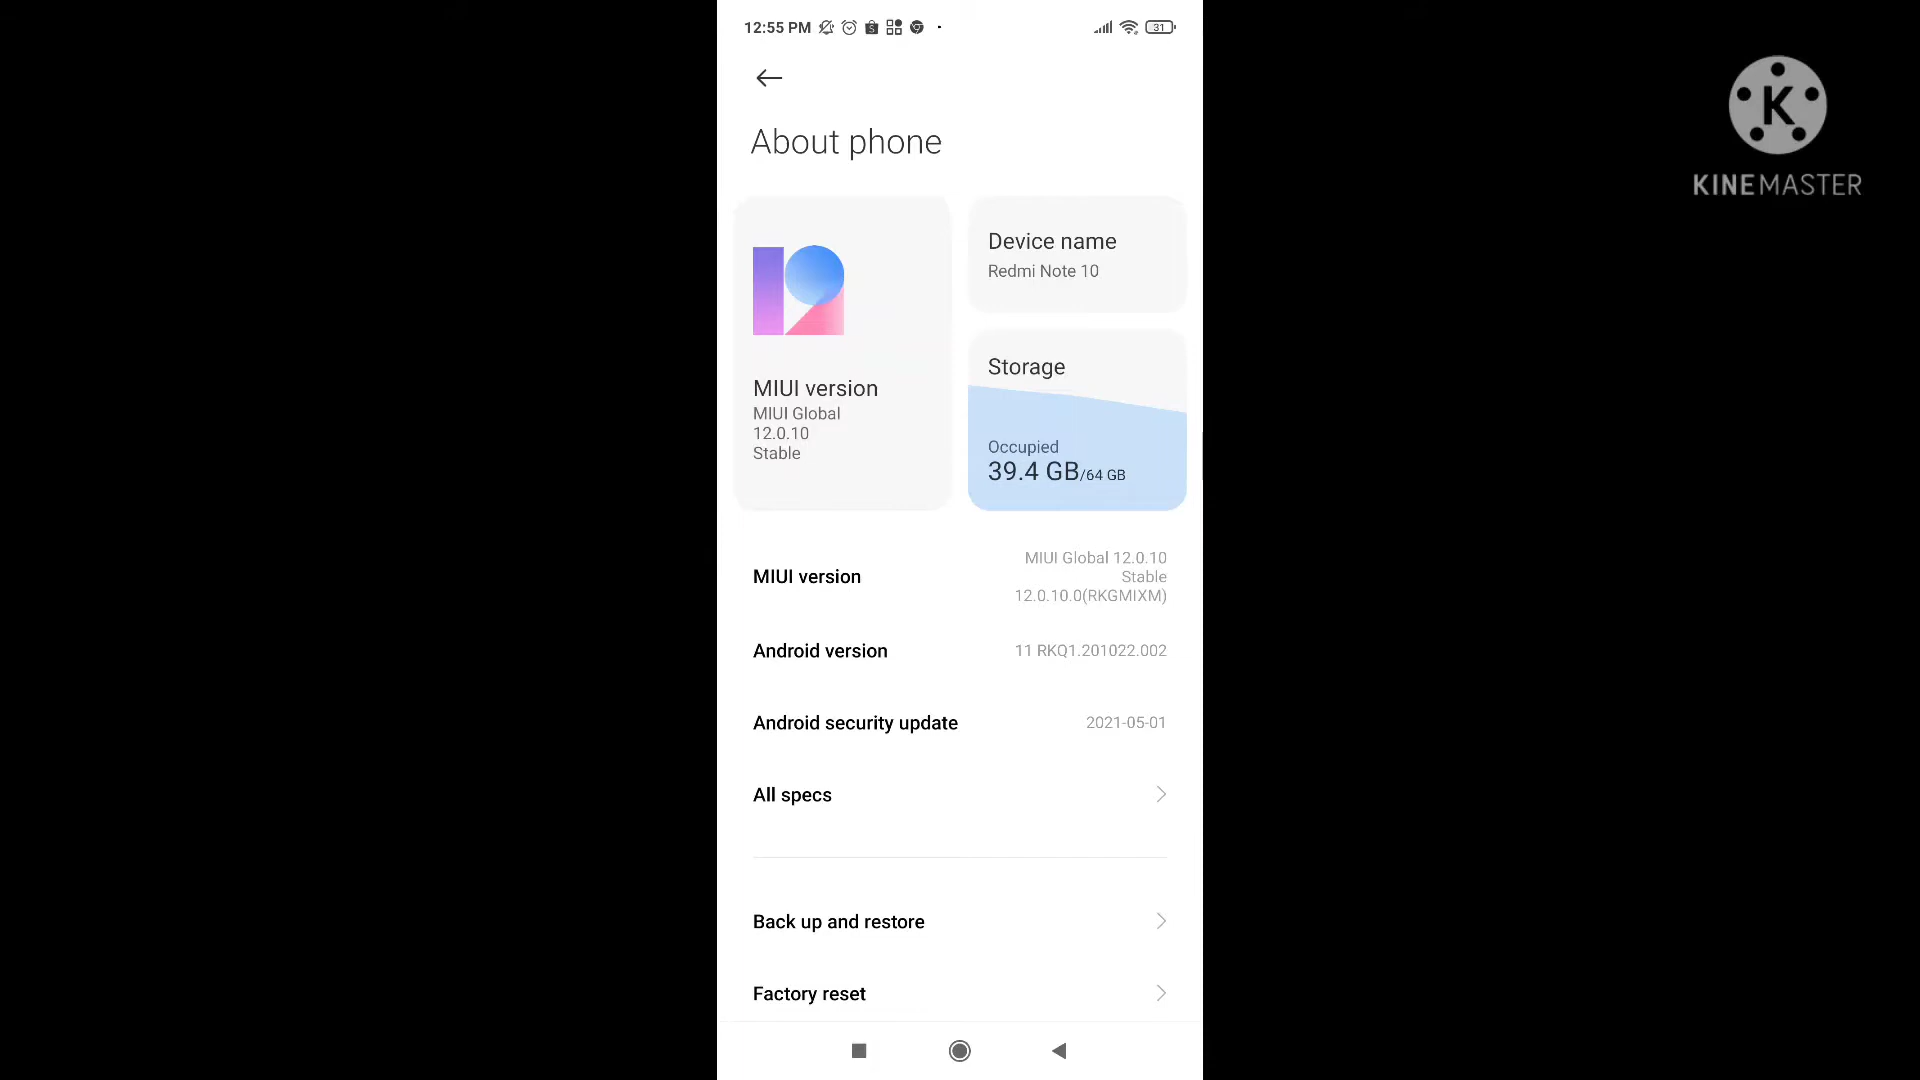 12:55 PM
31
KINEMASTER
About phone
Device name
Redmi Note 10
MIUI version
MIUI Global
12.0.10
Stable
Storage
Occupied
39.4 GB/64 GB
MIUI version
MIUI Global 12.0.10
Stable
12.0.10.0(RKGMIXM)
Android version
11 RKQ1.201022.002
Android security update
2021-05-01
All specs
Back up and restore
Factory reset